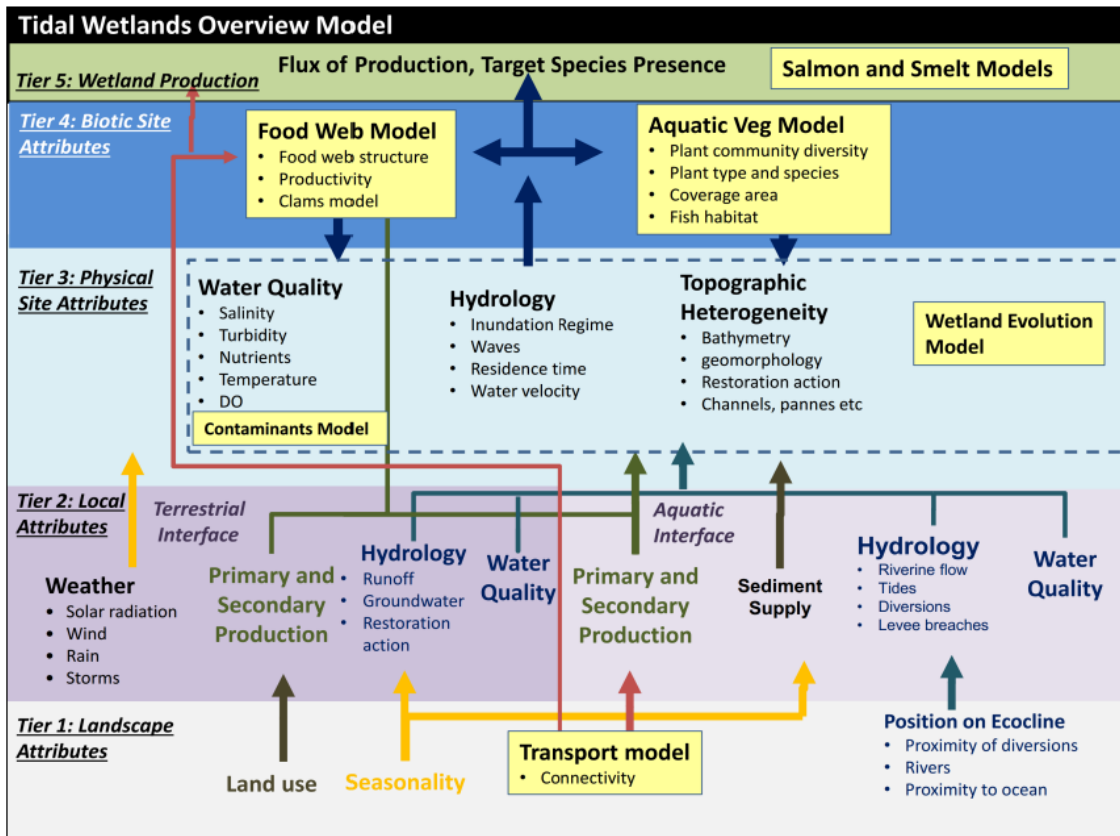 Tidal Wetlands Overview Model
Tier 5: Wetland Production
Flux of Production, Target Species Presence
Salmon and Smelt Models
Tier 4: Biotic Site
Attributes
Food Web Model
• Food web structure
• Productivity
• Clams model
Aquatic Veg Model
• Plant community diversity
• Plant type and species
• Coverage area
• Fish habitat
Tier 3: Physical
Site Attributes
Water Quality
• Salinity
• Turbidity
• Nutrients
• Temperature
• DO
Contaminants Model
Hydrology
• Inundation Regime
• Waves
• Residence time
• Water velocity
Topographic
Heterogeneity
• Bathymetry
• geomorphology
• Restoration action
• Channels, pannes etc
Wetland Evolution
Model
Tier 2: Local
Attributes
Terrestrial
Interface
Aquatic
Interface
Weather
• Solar radiation
• Wind
• Rain
• Storms
Primary and
Secondary
Production
Hydrology
• Runoff
• Groundwater
• Restoration
action
Water
Quality
Primary and
Secondary
Production
Sediment
Supply
Hydrology
• Riverine flow
• Tides
• Diversions
• Levee breaches
Water
Quality
Tier 1: Landscape
Attributes
Land use
Seasonality
Transport model
• Connectivity
Position on Ecocline
• Proximity of diversions
• Rivers
• Proximity to ocean